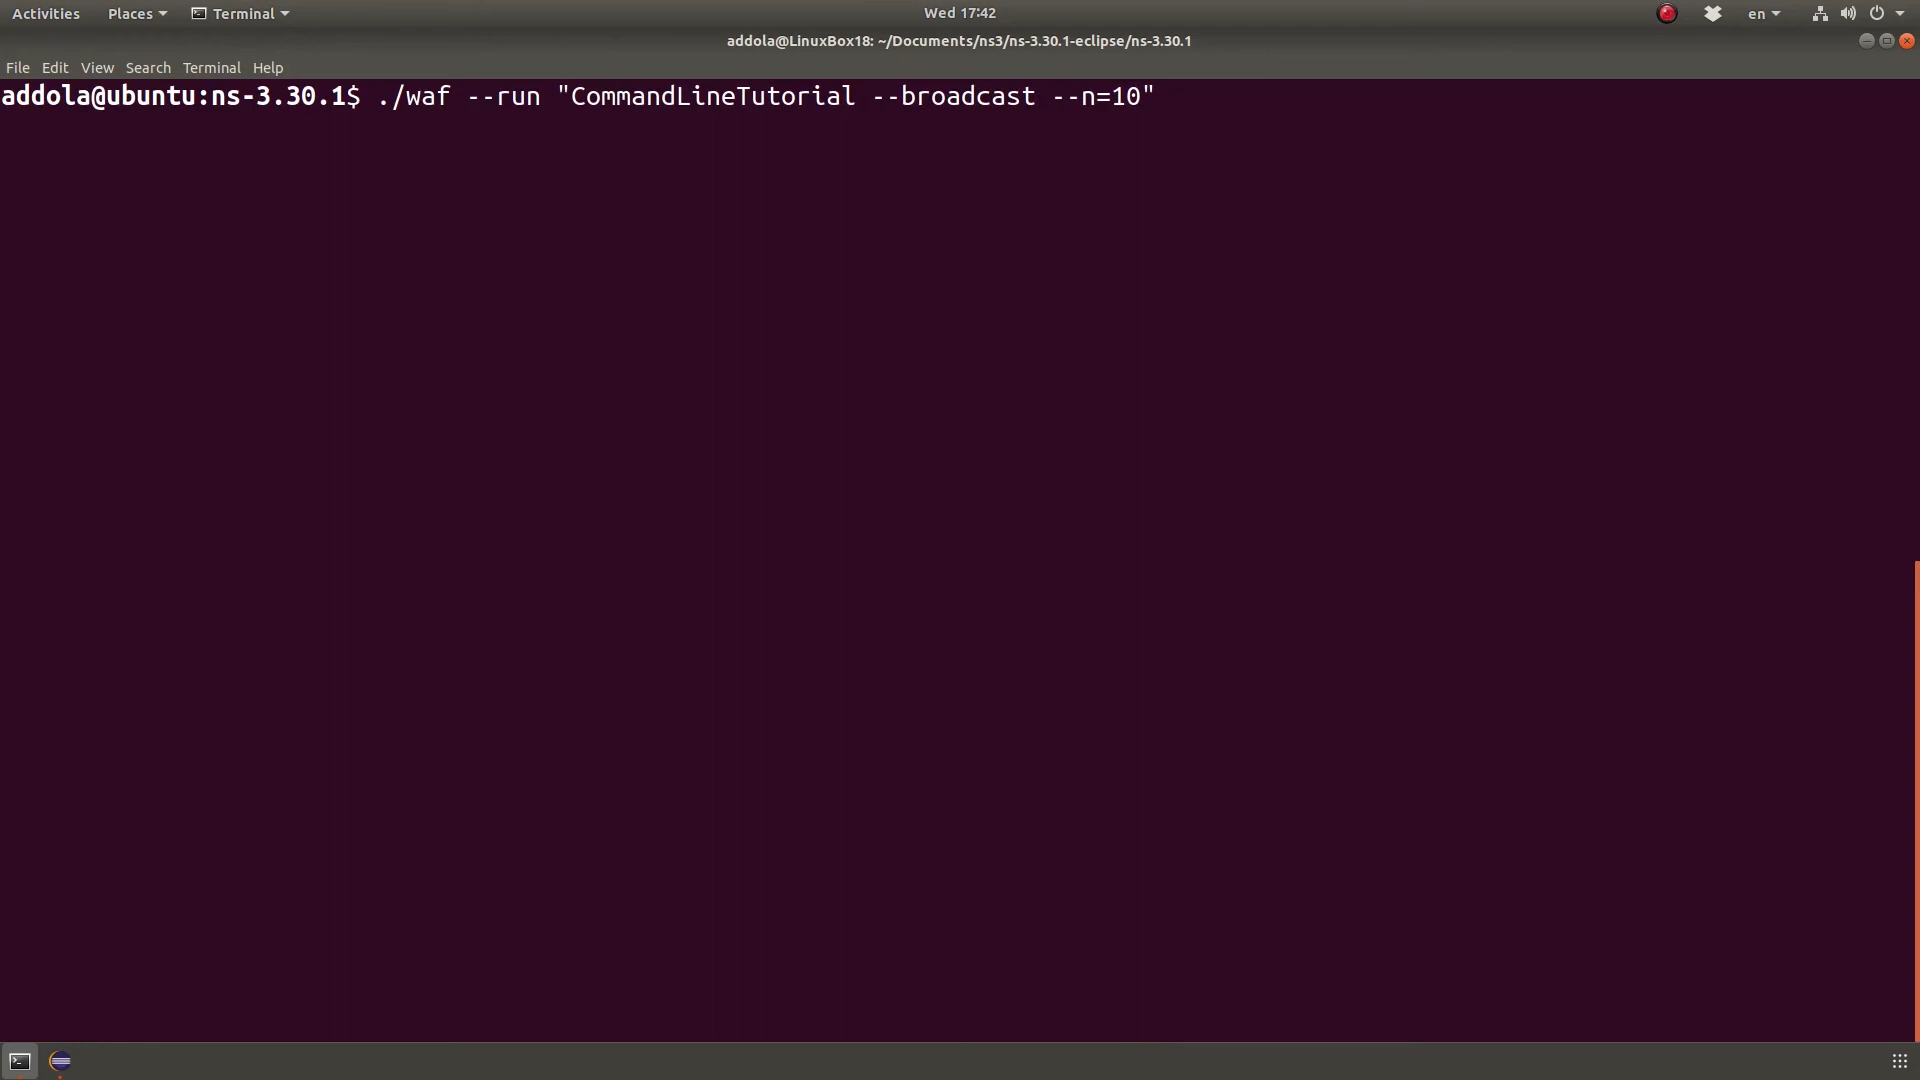 Activities Places Terminal Wed 17:42 en
addola@LinuxBox18: ~/Documents/ns3/ns-3.30.1-eclipse/ns-3.30.1
File Edit View Search Terminal Help
addola@ubuntu:ns-3.30.1$ ./waf --run "CommandLineTutorial --broadcast --n=10"